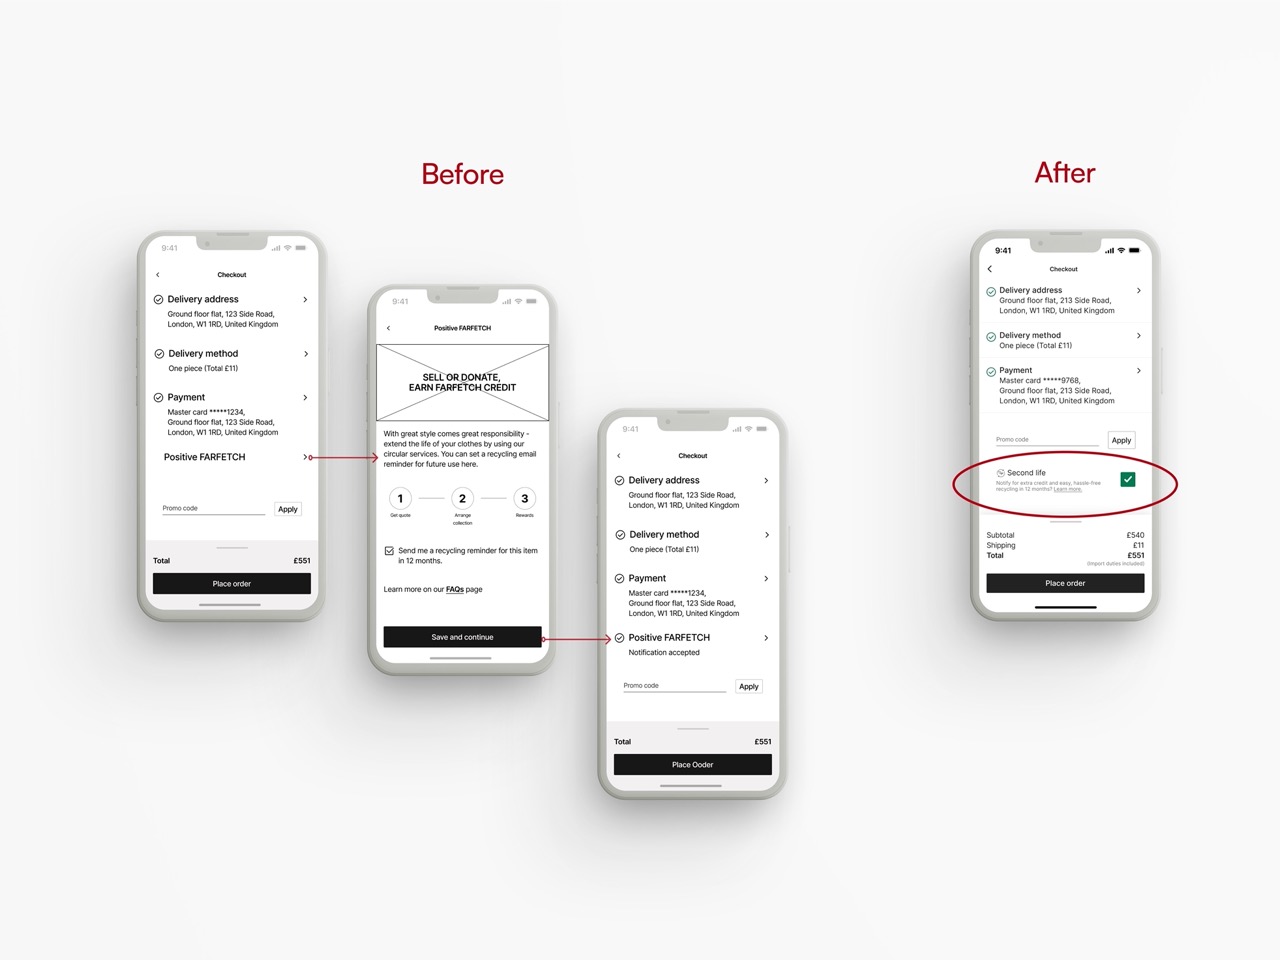 Before
After
9:41
Checkout
Delivery address
Ground floor flat, 123 Side Road,
London, W1 1RD, United Kingdom
Delivery method
One piece (Total £11)
Payment
Master card *****1234,
Ground floor flat, 123 Side Road,
London, W1 1RD, United Kingdom
Positive FARFETCH
Promo code
Apply
Total £551
Place order
9:41
Positive FARFETCH
SELL OR DONATE,
EARN FARFETCH CREDIT
With great style comes great responsibility -
extend the life of your clothes by using our
circular services. You can set a recycling email
reminder for future use here.
1 2 3
Get quote Arrange Rewards
collection
Send me a recycling reminder for this item
in 12 months.
Learn more on our FAQs page
Save and continue
9:41
Checkout
Delivery address
Ground floor flat, 123 Side Road,
London, W1 1RD, United Kingdom
Delivery method
One piece (Total £11)
Payment
Master card *****1234,
Ground floor flat, 123 Side Road,
London, W1 1RD, United Kingdom
Positive FARFETCH
Notification accepted
Promo code
Apply
Total £551
Place Ooder
9:41
Checkout
Delivery address
Ground floor flat, 213 Side Road,
London, W1 1RD, United Kingdom
Delivery method
One piece (Total £11)
Payment
Master card *****9768,
Ground floor flat, 213 Side Road,
London, W1 1RD, United Kingdom
Promo code
Apply
Second life
Notify for extra credit and easy, hassle-free
recycling in 12 months? Learn more.
Subtotal £540
Shipping £11
Total £551
(Import duties included)
Place order